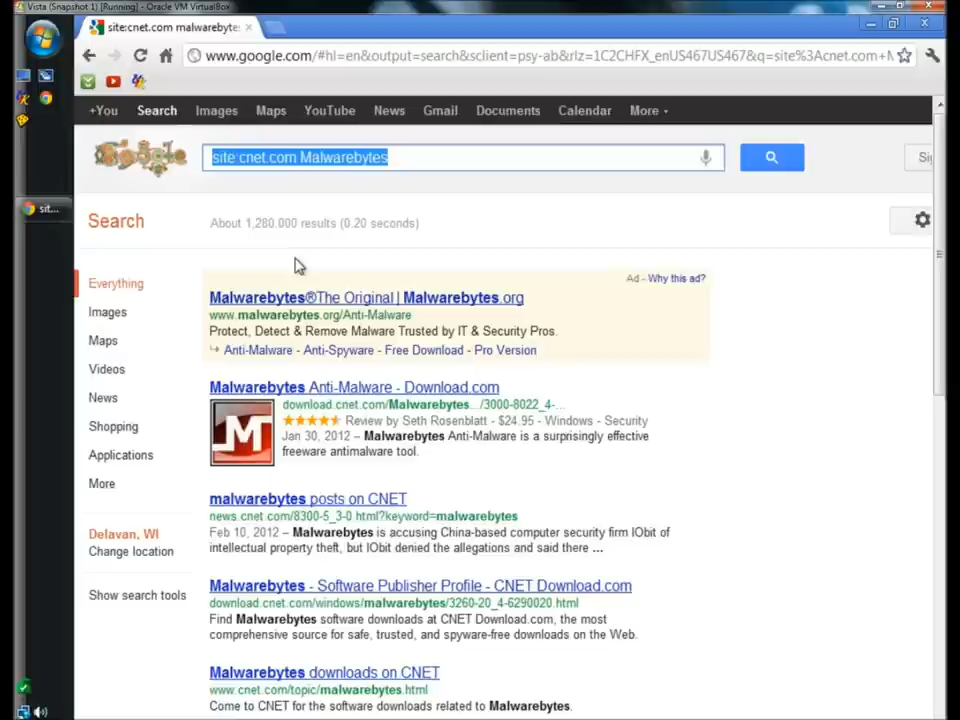 Vista (Snapshot 1) [Running] - Oracle VM VirtualBox
site:cnet.com malwarebyte:
www.google.com/#hl=en&output=search&sclient=psy-ab&rlz=1C2CHFX_enUS467US467&q=site%3Acnet.com+M
+You Search Images Maps YouTube News Gmail Documents Calendar More
Google
site:cnet.com Malwarebytes
Sig
sit...
Search
About 1,280,000 results (0.20 seconds)
Everything
Images
Maps
Videos
News
Shopping
Applications
More
Delavan, WI
Change location
Show search tools
Ad - Why this ad?
Malwarebytes®The Original | Malwarebytes.org
www.malwarebytes.org/Anti-Malware
Protect, Detect & Remove Malware Trusted by IT & Security Pros.
Anti-Malware - Anti-Spyware - Free Download - Pro Version
Malwarebytes Anti-Malware - Download.com
download.cnet.com/Malwarebytes.../3000-8022_4-...
Review by Seth Rosenblatt - $24.95 - Windows - Security
Jan 30, 2012 – Malwarebytes Anti-Malware is a surprisingly effective
freeware antimalware tool.
malwarebytes posts on CNET
news.cnet.com/8300-5_3-0.html?keyword=malwarebytes
Feb 10, 2012 – Malwarebytes is accusing China-based computer security firm IObit of
intellectual property theft, but IObit denied the allegations and said there ...
Malwarebytes - Software Publisher Profile - CNET Download.com
download.cnet.com/windows/malwarebytes/3260-20_4-6290020.html
Find Malwarebytes software downloads at CNET Download.com, the most
comprehensive source for safe, trusted, and spyware-free downloads on the Web.
Malwarebytes downloads on CNET
www.cnet.com/topic/malwarebytes.html
Come to CNET for the software downloads related to Malwarebytes.